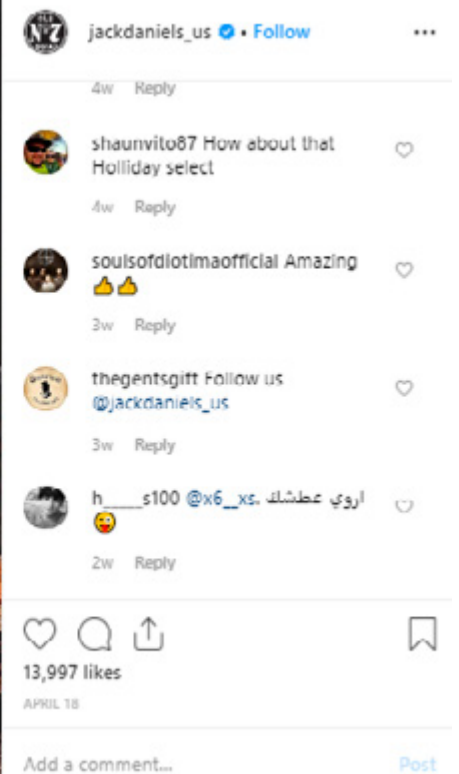 jackdaniels_us • Follow
4w Reply
shaunvito87 How about that
Holliday select
4w Reply
soulsofdiotimaofficial Amazing
👍👍
3w Reply
thegentsgift Follow us
@jackdaniels_us
3w Reply
h____s100 @x6__xs. اروي عطشك
😜
2w Reply
13,997 likes
APRIL 18
Add a comment... Post